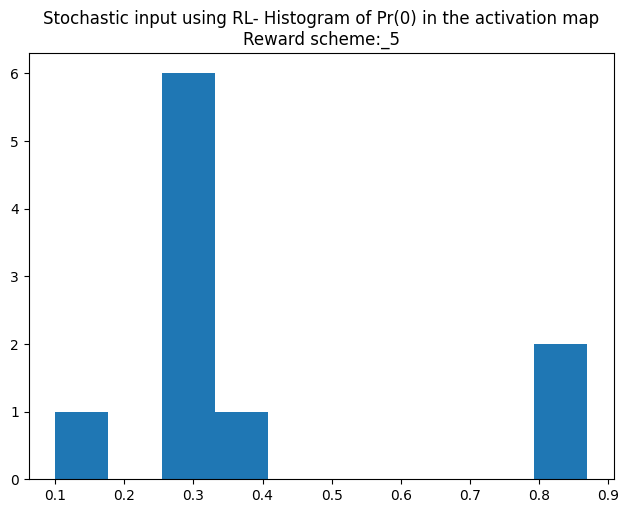 Stochastic input using RL- Histogram of Pr(0) in the activation map
Reward scheme:_5
6
5
4
3
2
1
0
0.1 0.2 0.3 0.4 0.5 0.6 0.7 0.8 0.9